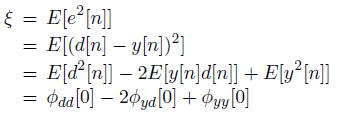 ξ = E[e²[n]]
= E[(d[n] − y[n])²]
= E[d²[n]] − 2E[y[n]d[n]] + E[y²[n]]
= ϕ_dd[0] − 2ϕ_yd[0] + ϕ_yy[0]